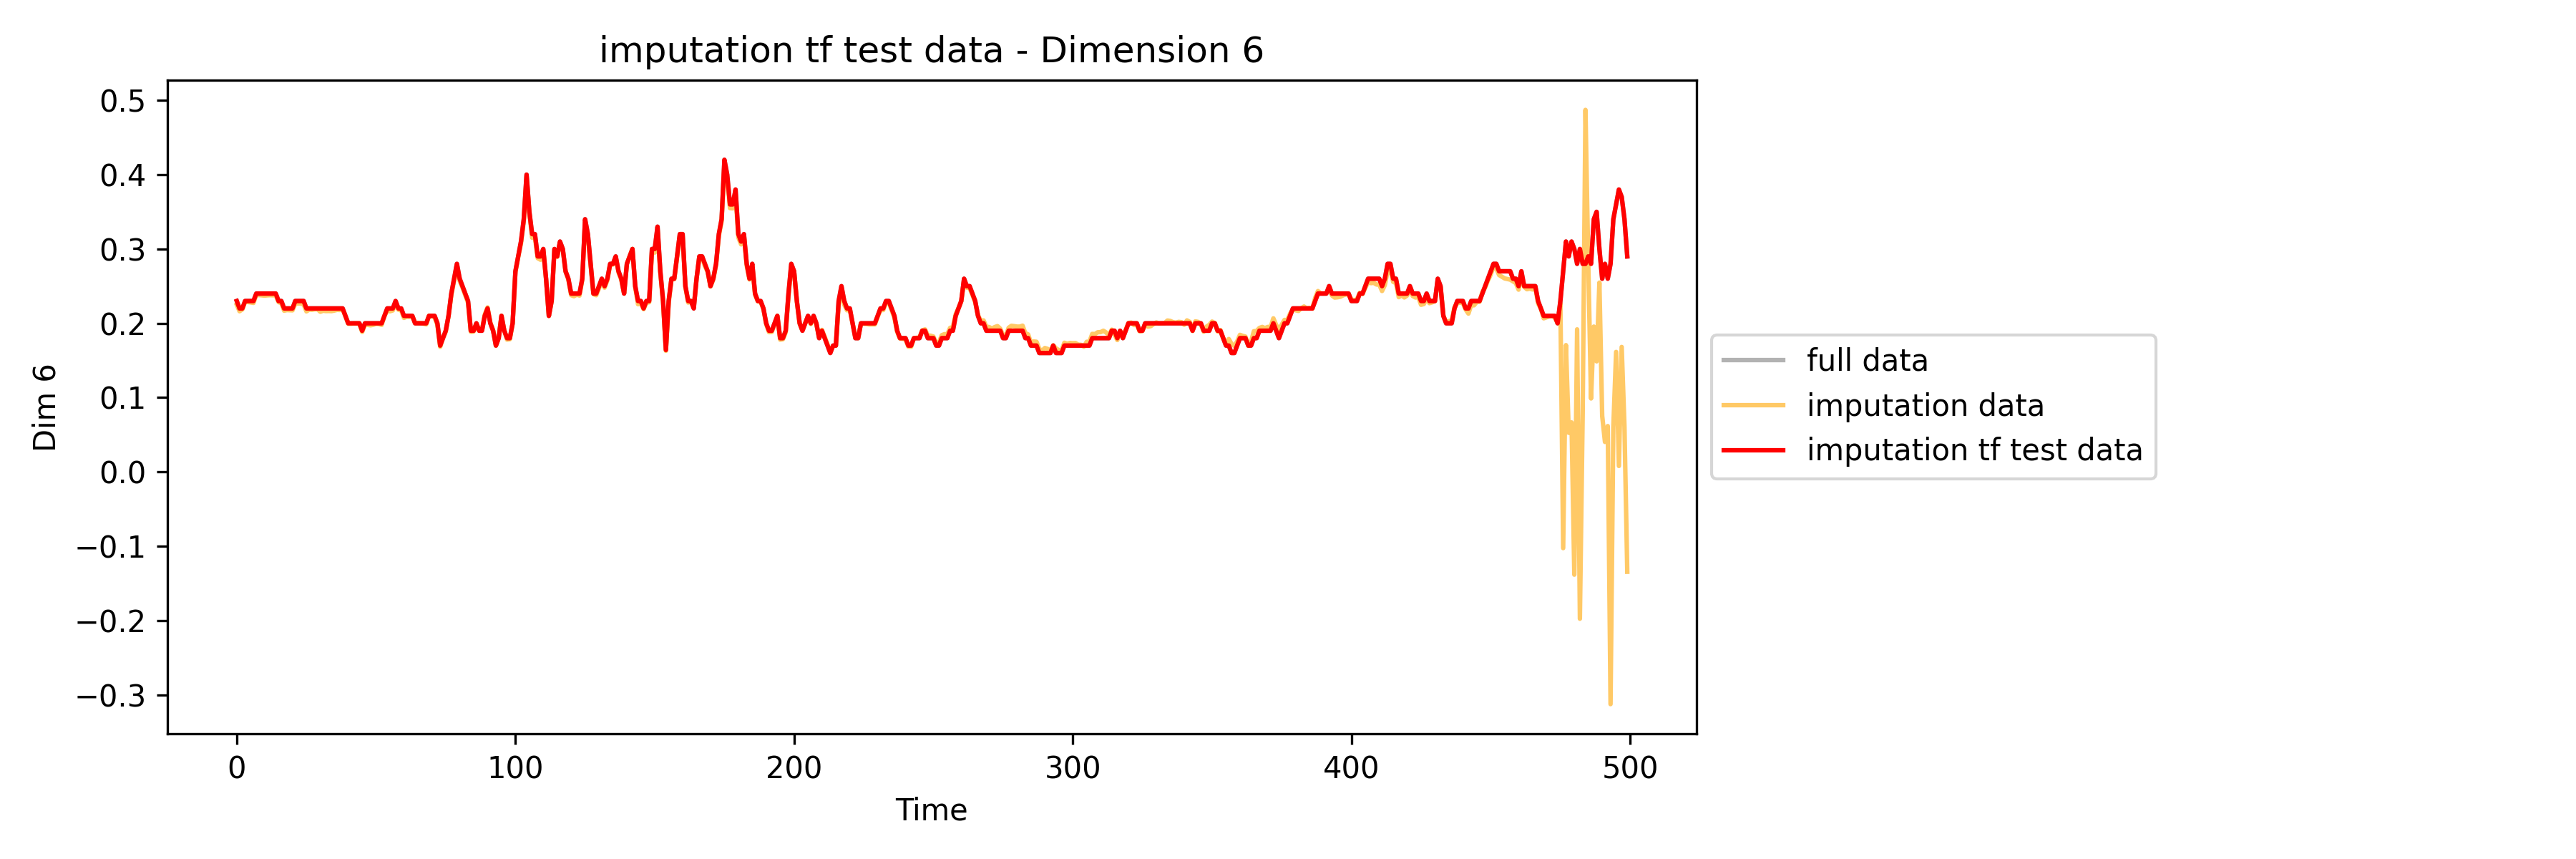 imputation tf test data - Dimension 6
0.5
0.4
0.3
0.2
0.1
0.0
−0.1
−0.2
−0.3
Dim 6
0 100 200 300 400 500
Time
full data
imputation data
imputation tf test data